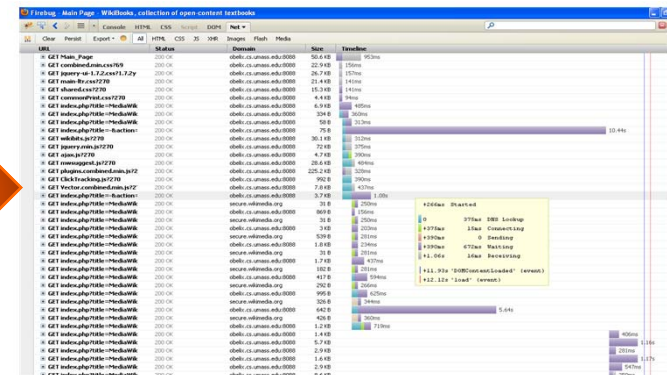 Firebug - Main Page - WikiBooks, collection of open-content textbooks
Console HTML CSS Script DOM Net
Clear Persist Export All HTML CSS JS XHR Images Flash Media
URL Status Domain Size Timeline
GET Main_Page 200 OK obelix.cs.umass.edu:8088 50.6 KB 953ms
GET combined.min.css?69 200 OK obelix.cs.umass.edu:8088 22.9 KB 156ms
GET jquery-ui-1.7.2.css?1.7.2y 200 OK obelix.cs.umass.edu:8088 26.7 KB 157ms
GET main-ltr.css?270 200 OK obelix.cs.umass.edu:8088 21.4 KB 141ms
GET shared.css?270 200 OK obelix.cs.umass.edu:8088 15.3 KB 141ms
GET commonPrint.css?270 200 OK obelix.cs.umass.edu:8088 4.4 KB 94ms
GET index.php?title=MediaWik 200 OK obelix.cs.umass.edu:8088 6.9 KB 485ms
GET index.php?title=MediaWik 200 OK obelix.cs.umass.edu:8088 334 B 360ms
GET index.php?title=MediaWik 200 OK obelix.cs.umass.edu:8088 58 B 313ms
GET index.php?title=-&action= 200 OK obelix.cs.umass.edu:8088 75 B 10.44s
GET wikibits.js?270 200 OK obelix.cs.umass.edu:8088 30.1 KB 312ms
GET jquery.min.js?270 200 OK obelix.cs.umass.edu:8088 72 KB 375ms
GET ajax.js?270 200 OK obelix.cs.umass.edu:8088 4.7 KB 390ms
GET mwsuggest.js?270 200 OK obelix.cs.umass.edu:8088 28.6 KB 484ms
GET plugins.combined.min.js?2 200 OK obelix.cs.umass.edu:8088 225.2 KB 328ms
GET ClickTracking.js?270 200 OK obelix.cs.umass.edu:8088 992 B 390ms
GET Vector.combined.min.js?2 200 OK obelix.cs.umass.edu:8088 7.8 KB 437ms
GET index.php?title=-&action= 200 OK obelix.cs.umass.edu:8088 3.7 KB 1.08s
GET index.php?title=MediaWik 200 OK secure.wikimedia.org 31 B 250ms
GET index.php?title=MediaWik 200 OK obelix.cs.umass.edu:8088 869 B 156ms
GET index.php?title=MediaWik 200 OK secure.wikimedia.org 31 B 250ms
GET index.php?title=MediaWik 200 OK obelix.cs.umass.edu:8088 3 KB 203ms
GET index.php?title=MediaWik 200 OK secure.wikimedia.org 539 B 281ms
GET index.php?title=MediaWik 200 OK obelix.cs.umass.edu:8088 1.8 KB 234ms
GET index.php?title=MediaWik 200 OK secure.wikimedia.org 31 B 281ms
GET index.php?title=MediaWik 200 OK obelix.cs.umass.edu:8088 1.7 KB 437ms
GET index.php?title=MediaWik 200 OK secure.wikimedia.org 182 B 281ms
GET index.php?title=MediaWik 200 OK obelix.cs.umass.edu:8088 417 B 594ms
GET index.php?title=MediaWik 200 OK secure.wikimedia.org 292 B 266ms
GET index.php?title=MediaWik 200 OK obelix.cs.umass.edu:8088 995 B 625ms
GET index.php?title=MediaWik 200 OK secure.wikimedia.org 326 B 344ms
GET index.php?title=MediaWik 200 OK obelix.cs.umass.edu:8088 642 B 5.64s
GET index.php?title=MediaWik 200 OK secure.wikimedia.org 426 B 360ms
GET index.php?title=MediaWik 200 OK obelix.cs.umass.edu:8088 1.2 KB 719ms
GET index.php?title=MediaWik 200 OK obelix.cs.umass.edu:8088 1.4 KB 406ms
GET index.php?title=MediaWik 200 OK obelix.cs.umass.edu:8088 5.7 KB
GET index.php?title=MediaWik 200 OK obelix.cs.umass.edu:8088 2.9 KB 281ms
GET index.php?title=MediaWik 200 OK obelix.cs.umass.edu:8088 1.6 KB 1.17s
GET index.php?title=MediaWik 200 OK obelix.cs.umass.edu:8088 2.9 KB 547ms
+266ms Started
0 375ms DNS Lookup
+375ms 15ms Connecting
+390ms 0 Sending
+390ms 672ms Waiting
+1.06s 16ms Receiving
+11.93s 'DOMContentLoaded' (event)
+12.12s 'load' (event)